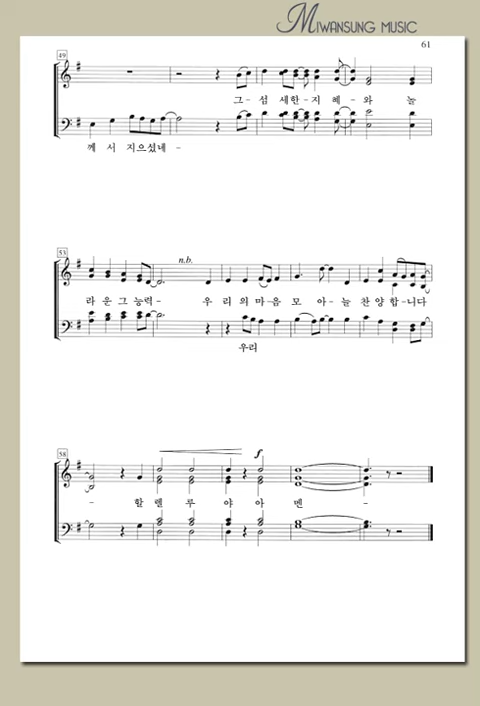 MIWANSUNG MUSIC
61
49
그 - 섬 세한 - 지 혜 - 와 놀
께 서 지으셨네 -
53
n.b.
라 운 그 능력 - 우 리 의 마 음 모 아 - 늘 찬 양 합 - 니다
우리
58
f
- 할 렐 루 야 아 멘 -